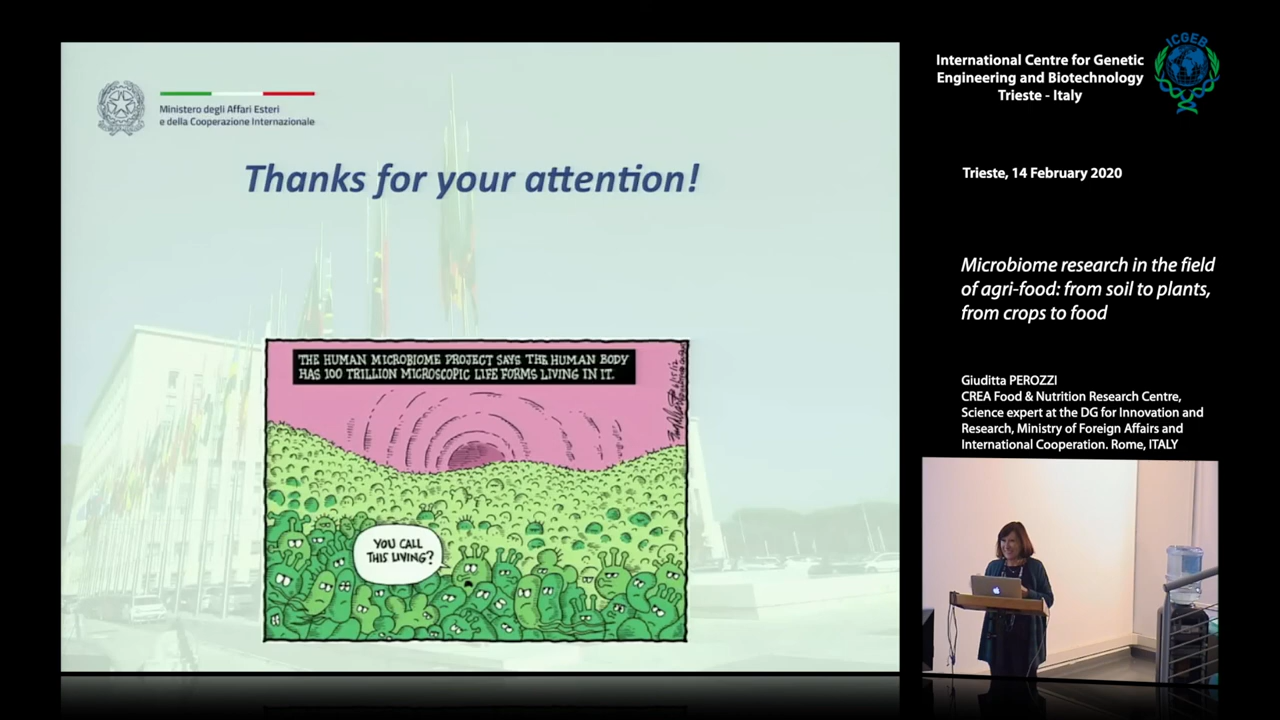 Ministero degli Affari Esteri
e della Cooperazione Internazionale
Thanks for your attention!
THE HUMAN MICROBIOME PROJECT SAYS THE HUMAN BODY
HAS 100 TRILLION MICROSCOPIC LIFE FORMS LIVING IN IT.
YOU CALL
THIS LIVING?
International Centre for Genetic
Engineering and Biotechnology
Trieste - Italy
ICGEB
Trieste, 14 February 2020
Microbiome research in the field
of agri-food: from soil to plants,
from crops to food
Giuditta PEROZZI
CREA Food & Nutrition Research Centre,
Science expert at the DG for Innovation and
Research, Ministry of Foreign Affairs and
International Cooperation. Rome, ITALY